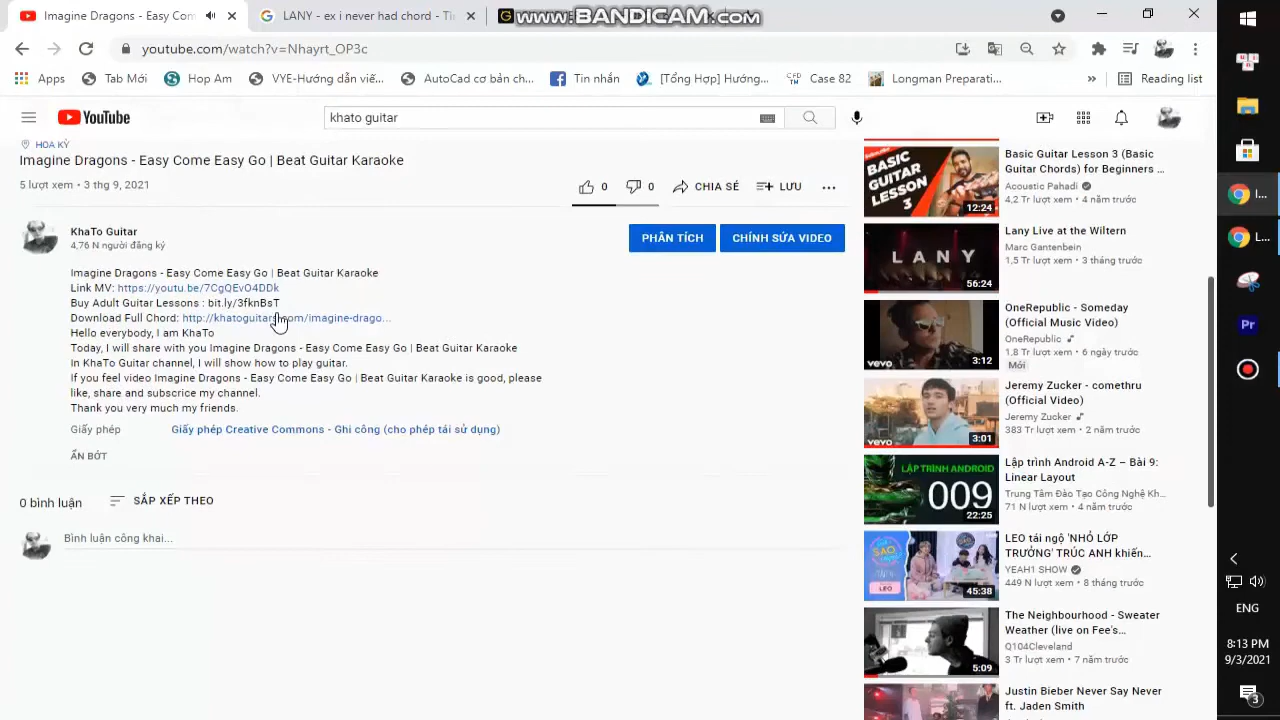 Imagine Dragons - Easy Com
LANY - ex i never had chord - Th
www.BANDICAM.com
youtube.com/watch?v=Nhayrt_OP3c
Apps
Tab Mới
Hop Am
VYE-Hướng dẫn viế...
AutoCad cơ bản ch...
Tin nhắn
[Tổng Hợp] Hướng...
Case 82
Longman Preparati...
»
Reading list
YouTube
khato guitar
HOA KỲ
Imagine Dragons - Easy Come Easy Go | Beat Guitar Karaoke
5 lượt xem • 3 thg 9, 2021
0
0
CHIA SẺ
LƯU
KhaTo Guitar
4,76 N người đăng ký
PHÂN TÍCH
CHỈNH SỬA VIDEO
Imagine Dragons - Easy Come Easy Go | Beat Guitar Karaoke
Link MV: https://youtu.be/7CgQEvO4DDk
Buy Adult Guitar Lessons : bit.ly/3fknBsT
Download Full Chord: http://khatoguitar.com/imagine-drago...
Hello everybody, I am KhaTo
Today, I will share with you Imagine Dragons - Easy Come Easy Go | Beat Guitar Karaoke
In KhaTo Guitar channel, I will show how to play guitar.
If you feel video Imagine Dragons - Easy Come Easy Go | Beat Guitar Karaoke is good, please
like, share and subscrice my channel.
Thank you very much my friends.
Giấy phép
Giấy phép Creative Commons - Ghi công (cho phép tái sử dụng)
ẨN BỚT
0 bình luận
SẮP XẾP THEO
Bình luận công khai...
BASIC
GUITAR
LESSON
3
12:24
Basic Guitar Lesson 3 (Basic
Guitar Chords) for Beginners ...
Acoustic Pahadi
4,2 Tr lượt xem • 4 năm trước
LANY
56:24
Lany Live at the Wiltern
Marc Gantenbein
1,5 Tr lượt xem • 3 tháng trước
vevo
3:12
OneRepublic - Someday
(Official Music Video)
OneRepublic
1,8 Tr lượt xem • 6 ngày trước
Mới
vevo
3:01
Jeremy Zucker - comethru
(Official Video)
Jeremy Zucker
383 Tr lượt xem • 2 năm trước
LẬP TRÌNH ANDROID
009
22:25
Lập trình Android A-Z – Bài 9:
Linear Layout
Trung Tâm Đào Tạo Công Nghệ Kh...
71 N lượt xem • 4 năm trước
SAO
LEO
45:38
LEO tái ngộ 'NHỎ LỚP
TRƯỞNG' TRÚC ANH khiến...
YEAH1 SHOW
449 N lượt xem • 8 tháng trước
5:09
The Neighbourhood - Sweater
Weather (live on Fee's...
Q104Cleveland
3 Tr lượt xem • 7 năm trước
Justin Bieber Never Say Never
ft. Jaden Smith
I...
L...
Pr
ENG
8:13 PM
9/3/2021
3